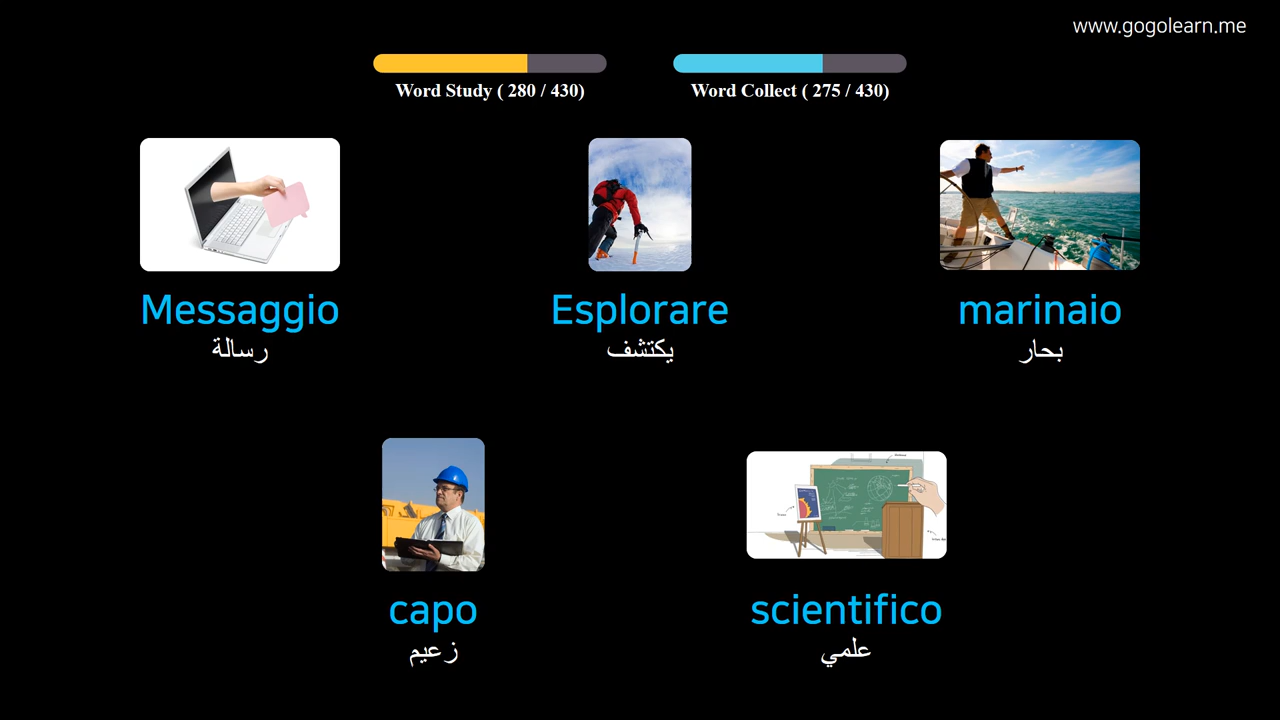 www.gogolearn.me
Word Study ( 280 / 430)
Word Collect ( 275 / 430)
Messaggio
رسالة
Esplorare
يكتشف
marinaio
بحار
capo
زعيم
scientifico
علمي